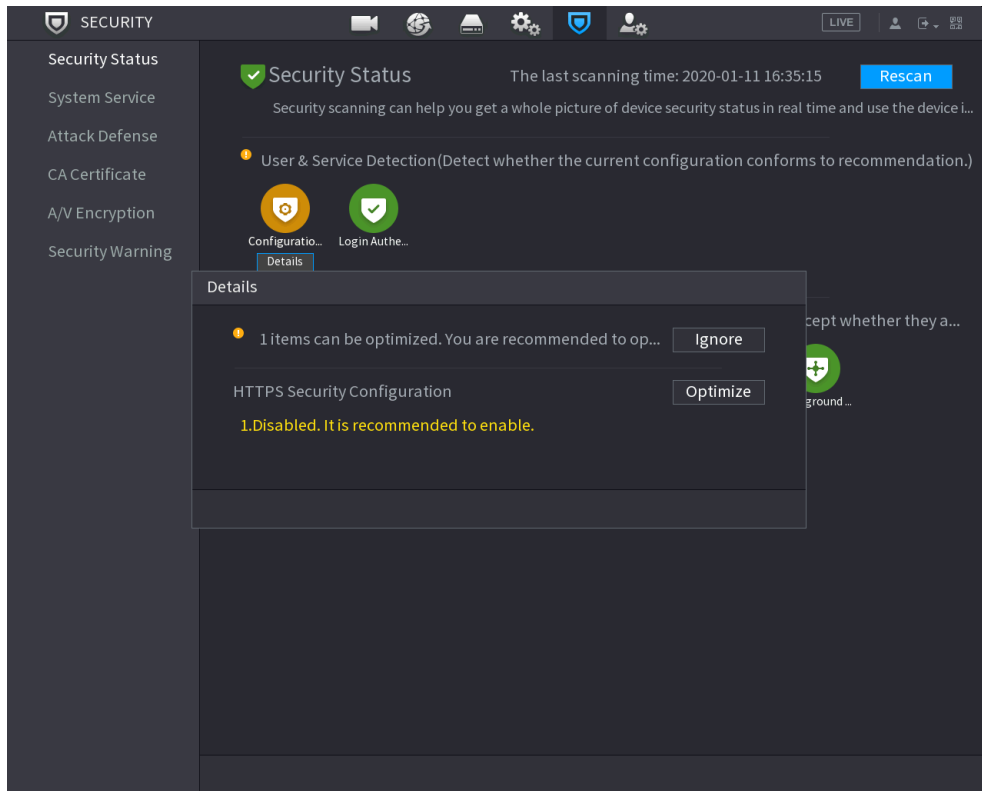 SECURITY
LIVE
Security Status
System Service
Attack Defense
CA Certificate
A/V Encryption
Security Warning
Security Status
The last scanning time: 2020-01-11 16:35:15
Rescan
Security scanning can help you get a whole picture of device security status in real time and use the device i...
User & Service Detection(Detect whether the current configuration conforms to recommendation.)
Configuratio...
Login Authe...
Details
Details
1 items can be optimized. You are recommended to op...
Ignore
HTTPS Security Configuration
Optimize
1.Disabled. It is recommended to enable.
cept whether they a...
ground ...